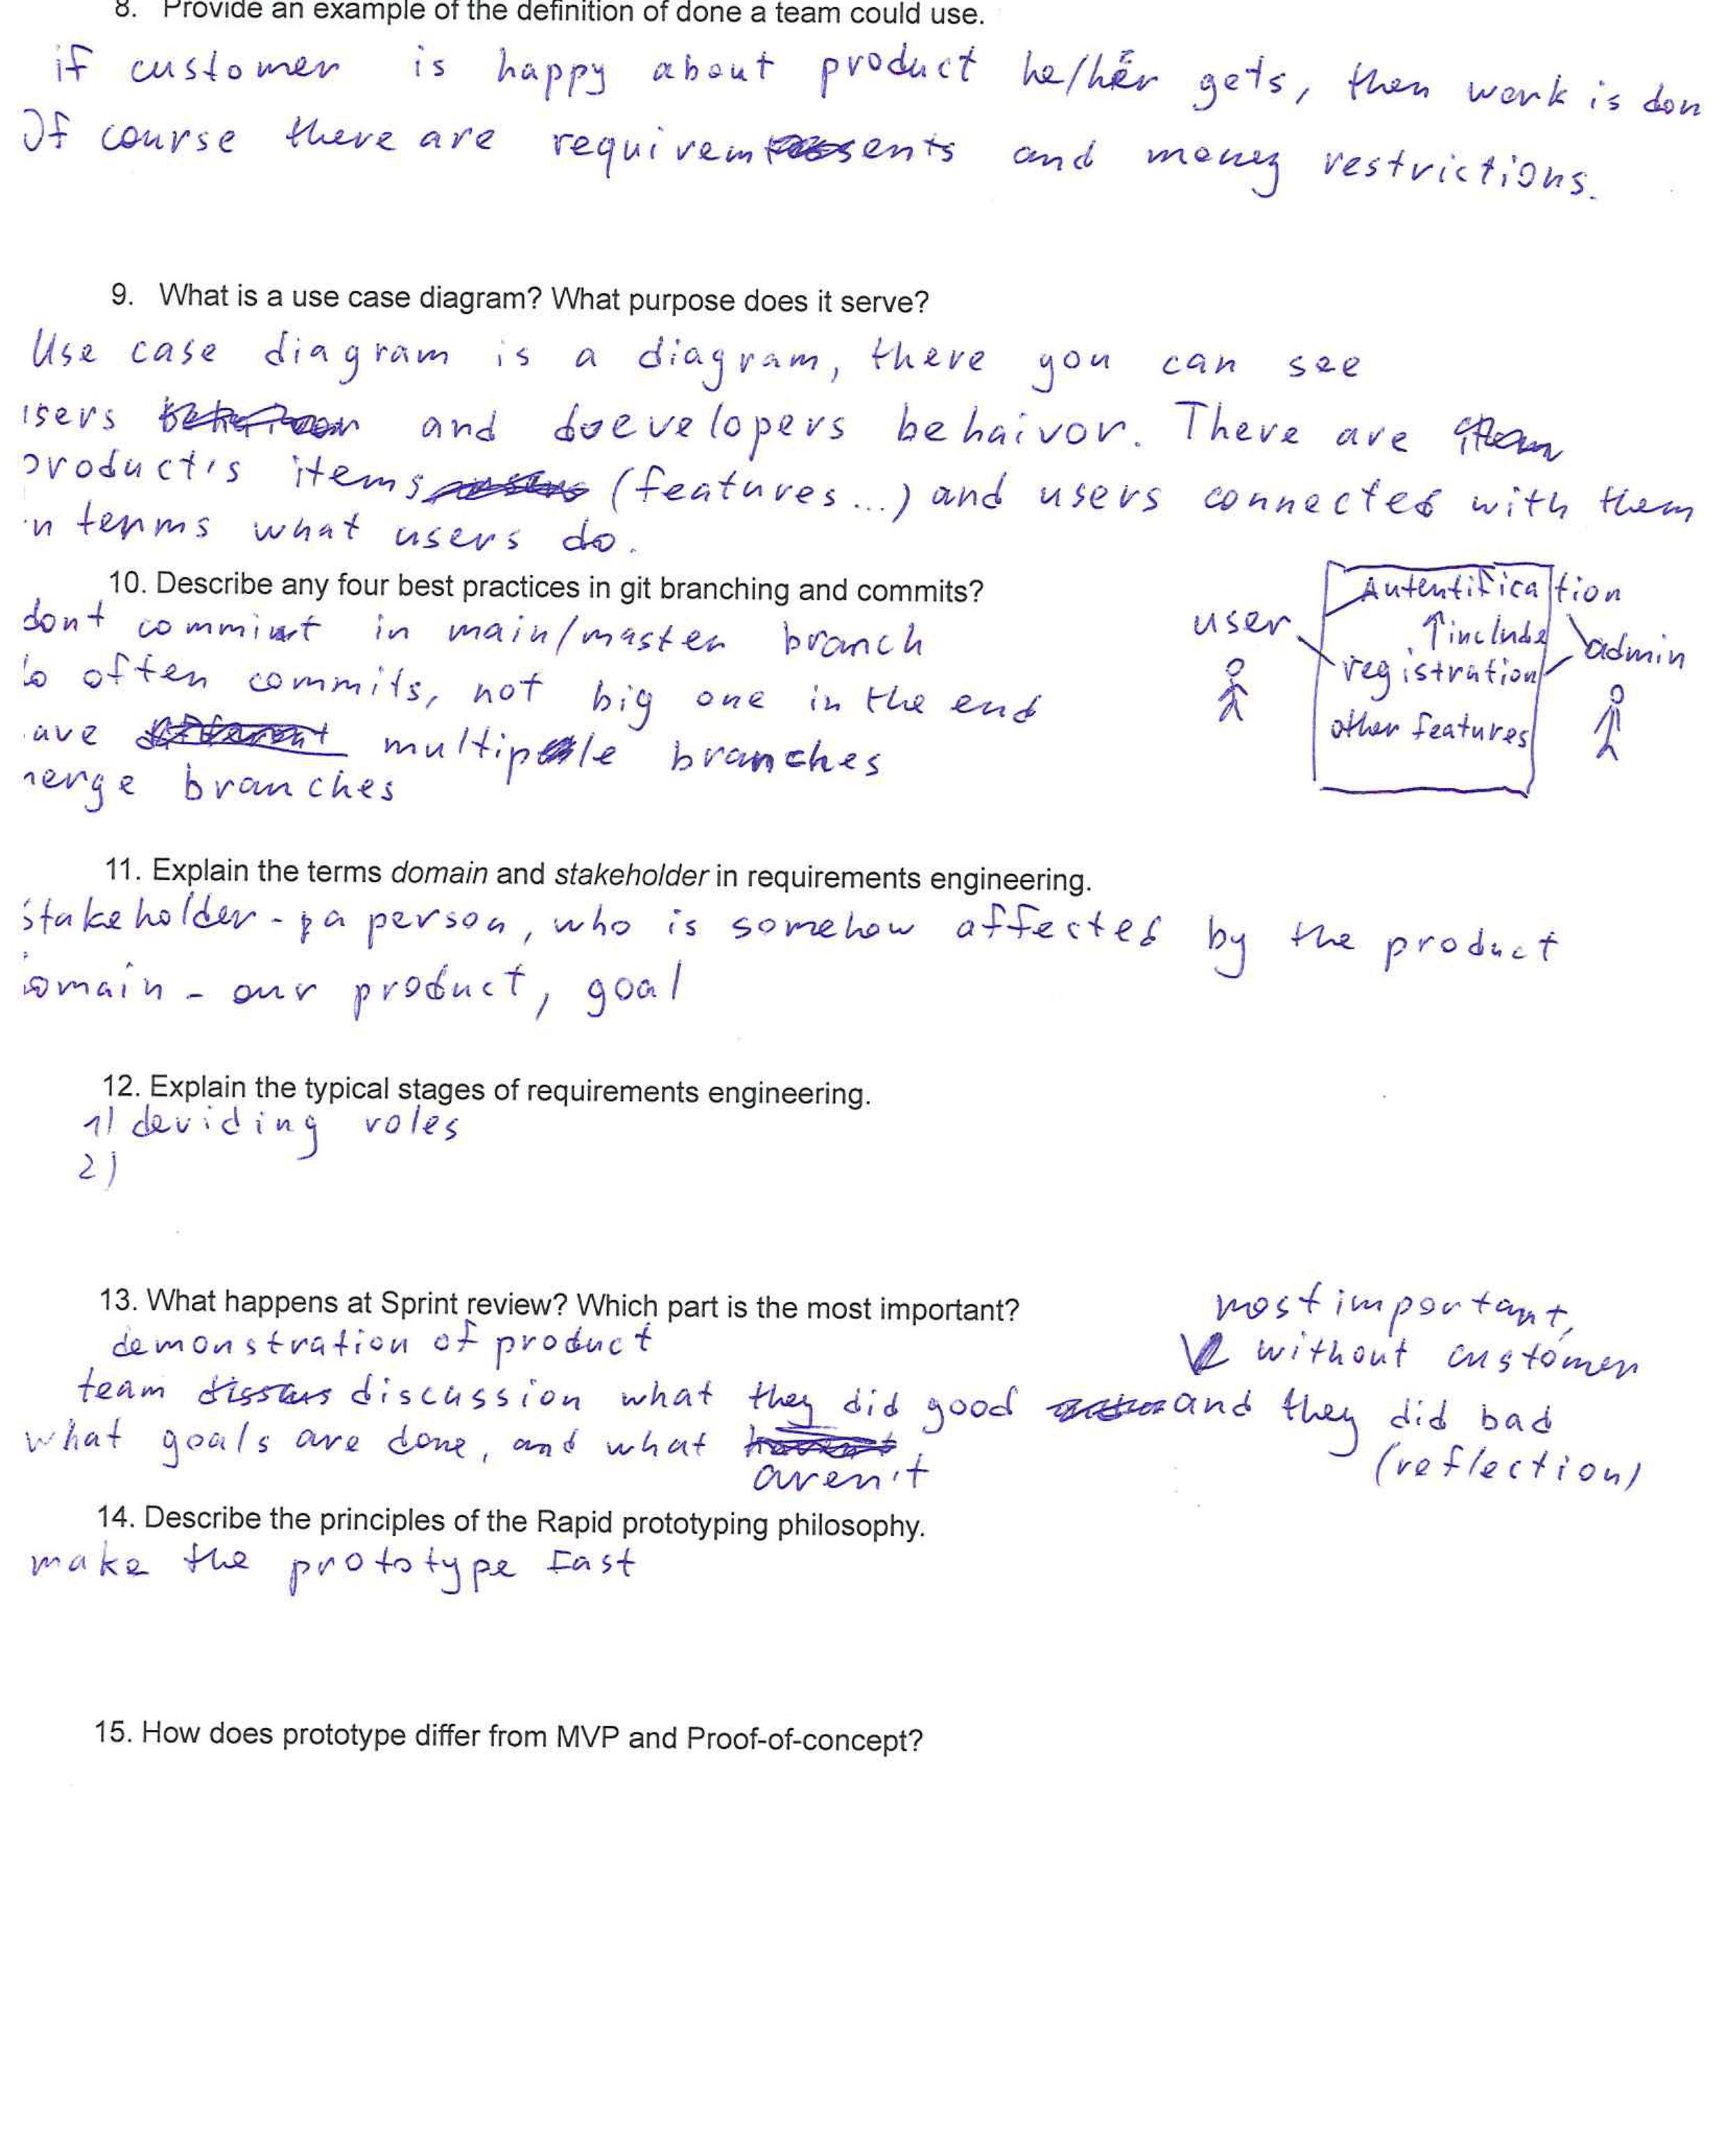 8. Provide an example of the definition of done a team could use.
if customer is happy about product he/her gets, then work is don
Of course there are requirements and money restrictions.
9. What is a use case diagram? What purpose does it serve?
Use case diagram is a diagram, there you can see
isers and doevelopers behaivor. There are
product's items (features...) and users connected with them
in terms what users do.
10. Describe any four best practices in git branching and commits?
dont commint in main/master branch
do often commits, not big one in the end
ave multiple branches
merge branches
user
Autentification
↑include
registration
other features
admin
11. Explain the terms domain and stakeholder in requirements engineering.
stakeholder - a person, who is somehow affected by the product
domain - our product, goal
12. Explain the typical stages of requirements engineering.
1) deviding roles
2)
13. What happens at Sprint review? Which part is the most important?
demonstration of product
most important,
without customer
team discussion what they did good and they did bad
what goals are done, and what aren't
(reflection)
14. Describe the principles of the Rapid prototyping philosophy.
make the prototype fast
15. How does prototype differ from MVP and Proof-of-concept?